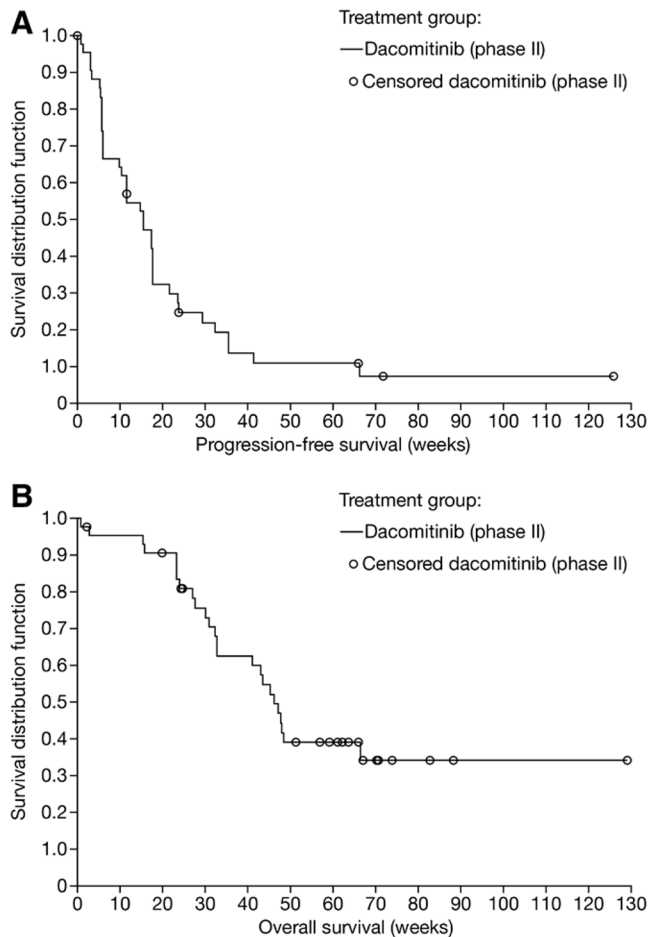 A
Treatment group:
Dacomitinib (phase II)
Censored dacomitinib (phase II)
Survival distribution function
1.0
0.9
0.8
0.7
0.6
0.5
0.4
0.3
0.2
1.0
0
0 10 20 30 40 50 60 70 80 90 100 110 120 130
Progression-free survival (weeks)
B
Treatment group:
Dacomitinib (phase II)
Censored dacomitinib (phase II)
Survival distribution function
1.0
0.9
0.8
0.7
0.6
0.5
0.4
0.3
0.2
1.0
0
0 10 20 30 40 50 60 70 80 90 100 110 120 130
Overall survival (weeks)